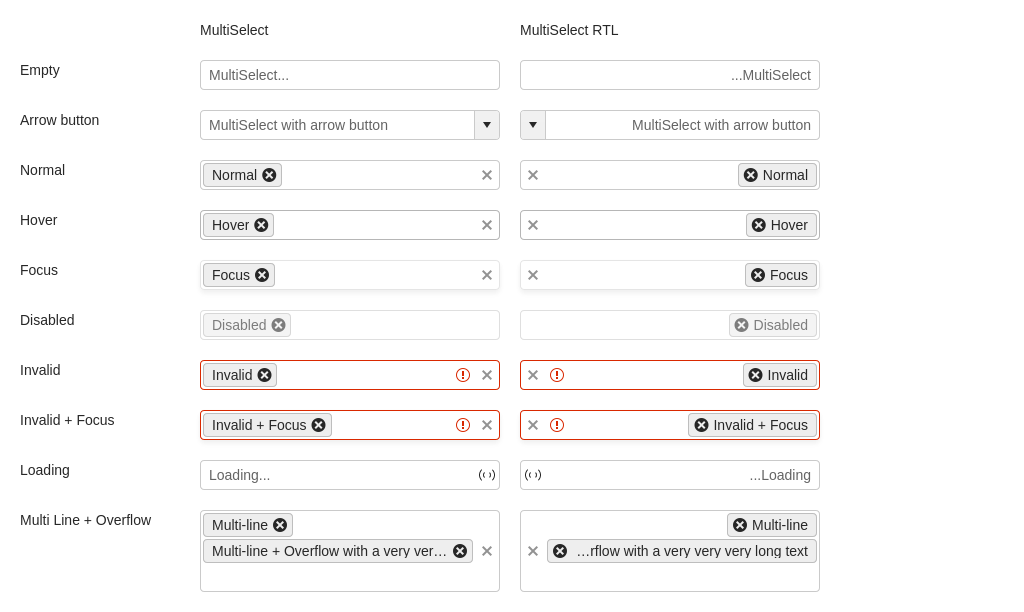 MultiSelect MultiSelect RTL
Empty MultiSelect... ...MultiSelect
Arrow button MultiSelect with arrow button MultiSelect with arrow button
Normal Normal Normal
Hover Hover Hover
Focus Focus Focus
Disabled Disabled Disabled
Invalid Invalid Invalid
Invalid + Focus Invalid + Focus Invalid + Focus
Loading Loading... ...Loading
Multi Line + Overflow Multi-line Multi-line
Multi-line + Overflow with a very ver… …rflow with a very very very long text